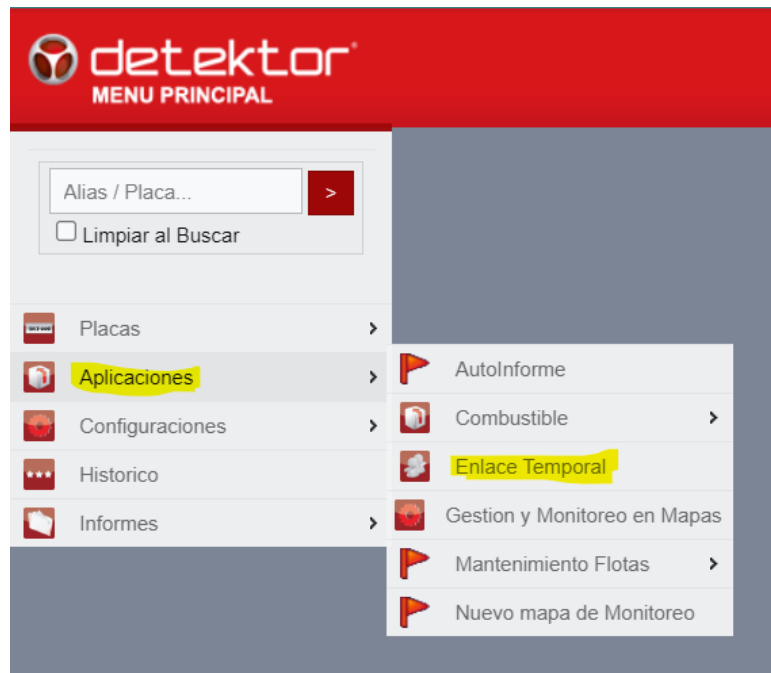 detektor
MENU PRINCIPAL
Alias / Placa...
>
Limpiar al Buscar
Placas
Aplicaciones
Configuraciones
Historico
Informes
AutoInforme
Combustible
Enlace Temporal
Gestion y Monitoreo en Mapas
Mantenimiento Flotas
Nuevo mapa de Monitoreo